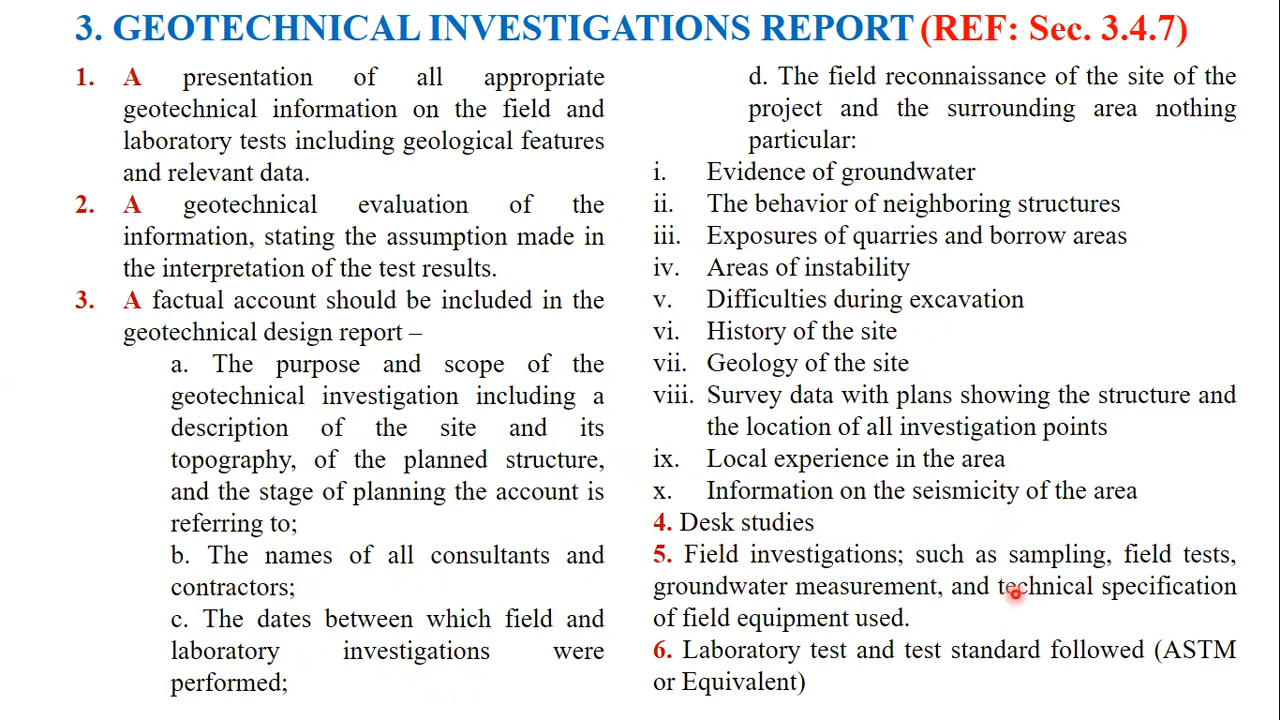 3. GEOTECHNICAL INVESTIGATIONS REPORT (REF: Sec. 3.4.7)
1. A presentation of all appropriate
geotechnical information on the field and
laboratory tests including geological features
and relevant data.
2. A geotechnical evaluation of the
information, stating the assumption made in
the interpretation of the test results.
3. A factual account should be included in the
geotechnical design report –
a. The purpose and scope of the
geotechnical investigation including a
description of the site and its
topography, of the planned structure,
and the stage of planning the account is
referring to;
b. The names of all consultants and
contractors;
c. The dates between which field and
laboratory investigations were
performed;
d. The field reconnaissance of the site of the
project and the surrounding area nothing
particular:
i. Evidence of groundwater
ii. The behavior of neighboring structures
iii. Exposures of quarries and borrow areas
iv. Areas of instability
v. Difficulties during excavation
vi. History of the site
vii. Geology of the site
viii. Survey data with plans showing the structure and
the location of all investigation points
ix. Local experience in the area
x. Information on the seismicity of the area
4. Desk studies
5. Field investigations; such as sampling, field tests,
groundwater measurement, and technical specification
of field equipment used.
6. Laboratory test and test standard followed (ASTM
or Equivalent)